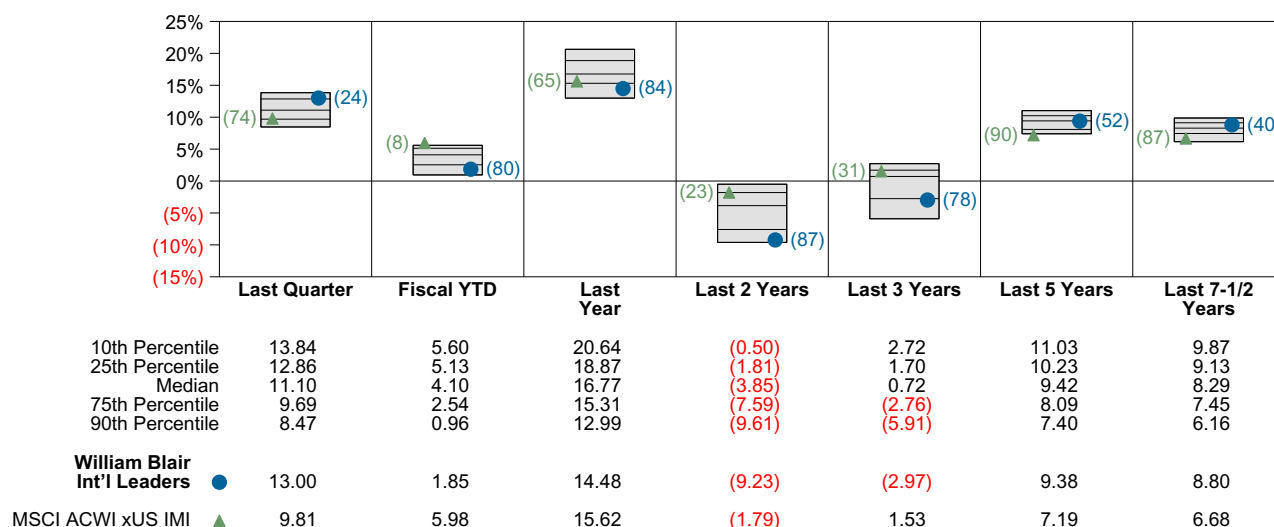 25%
20%
15%
10%
5%
0%
(5%)
(10%)
(15%)
(74) (24)
(8) (80)
(65) (84)
(23) (87)
(31) (78)
(90) (52)
(87) (40
Last Quarter Fiscal YTD Last Year Last 2 Years Last 3 Years Last 5 Years Last 7-1/2 Years
10th Percentile 13.84 5.60 20.64 (0.50) 2.72 11.03 9.87
25th Percentile 12.86 5.13 18.87 (1.81) 1.70 10.23 9.13
Median 11.10 4.10 16.77 (3.85) 0.72 9.42 8.29
75th Percentile 9.69 2.54 15.31 (7.59) (2.76) 8.09 7.45
90th Percentile 8.47 0.96 12.99 (9.61) (5.91) 7.40 6.16
William Blair
Int'l Leaders 13.00 1.85 14.48 (9.23) (2.97) 9.38 8.80
MSCI ACWI xUS IMI 9.81 5.98 15.62 (1.79) 1.53 7.19 6.68